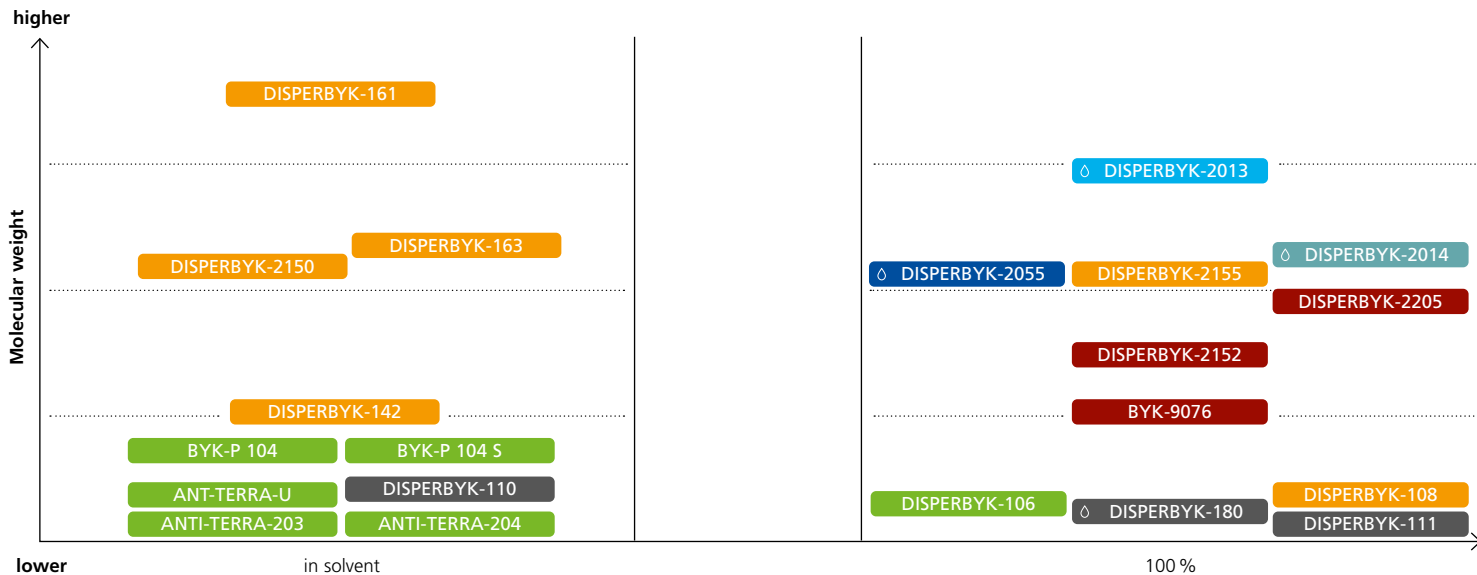 higher
DISPERBYK-161
DISPERBYK-2013
DISPERBYK-163
DISPERBYK-2014
DISPERBYK-2150
DISPERBYK-2055
DISPERBYK-2155
DISPERBYK-2205
Molecular weight
DISPERBYK-2152
DISPERBYK-142
BYK-9076
BYK-P 104
BYK-P 104 S
ANT-TERRA-U
DISPERBYK-110
DISPERBYK-106
DISPERBYK-180
DISPERBYK-108
ANTI-TERRA-203
ANTI-TERRA-204
DISPERBYK-111
lower
in solvent
100 %